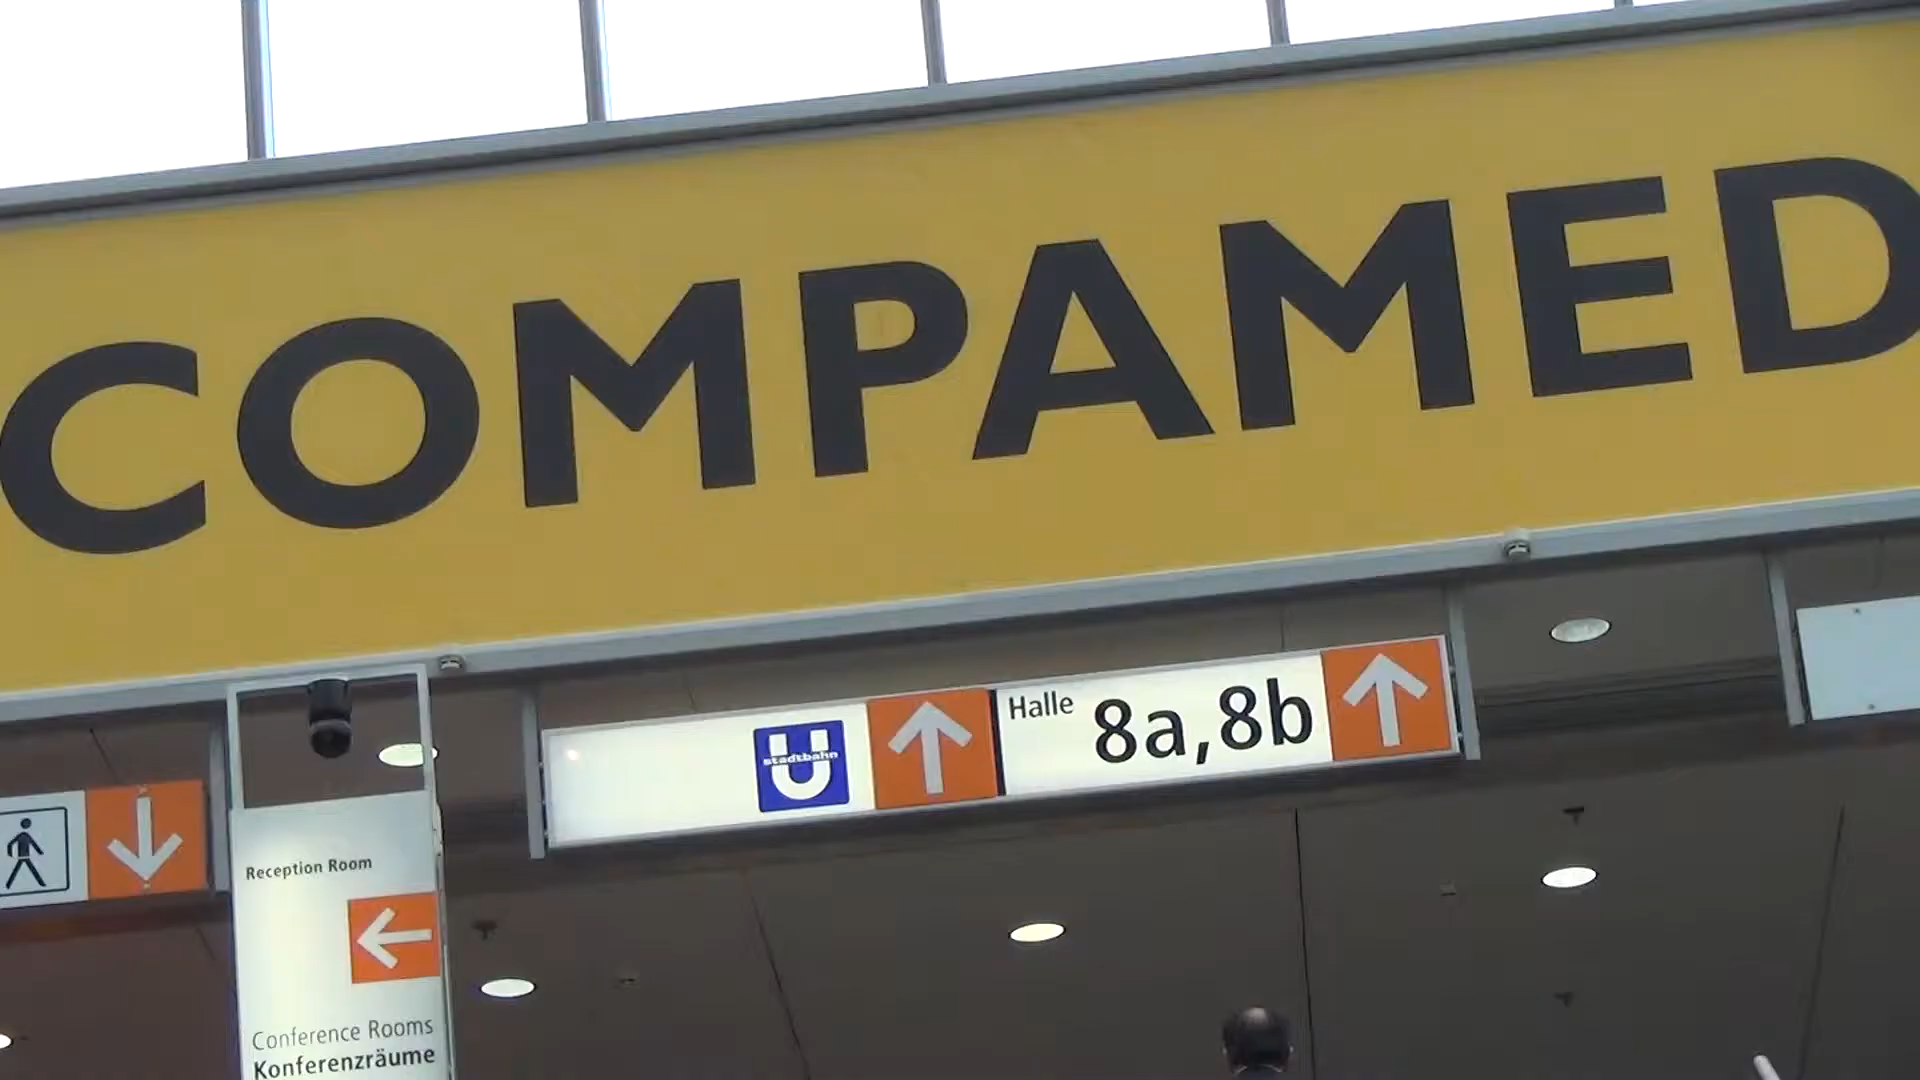 COMPAMED
U
stadtbahn
Halle 8a,8b
Reception Room
Conference Rooms
Konferenzräume